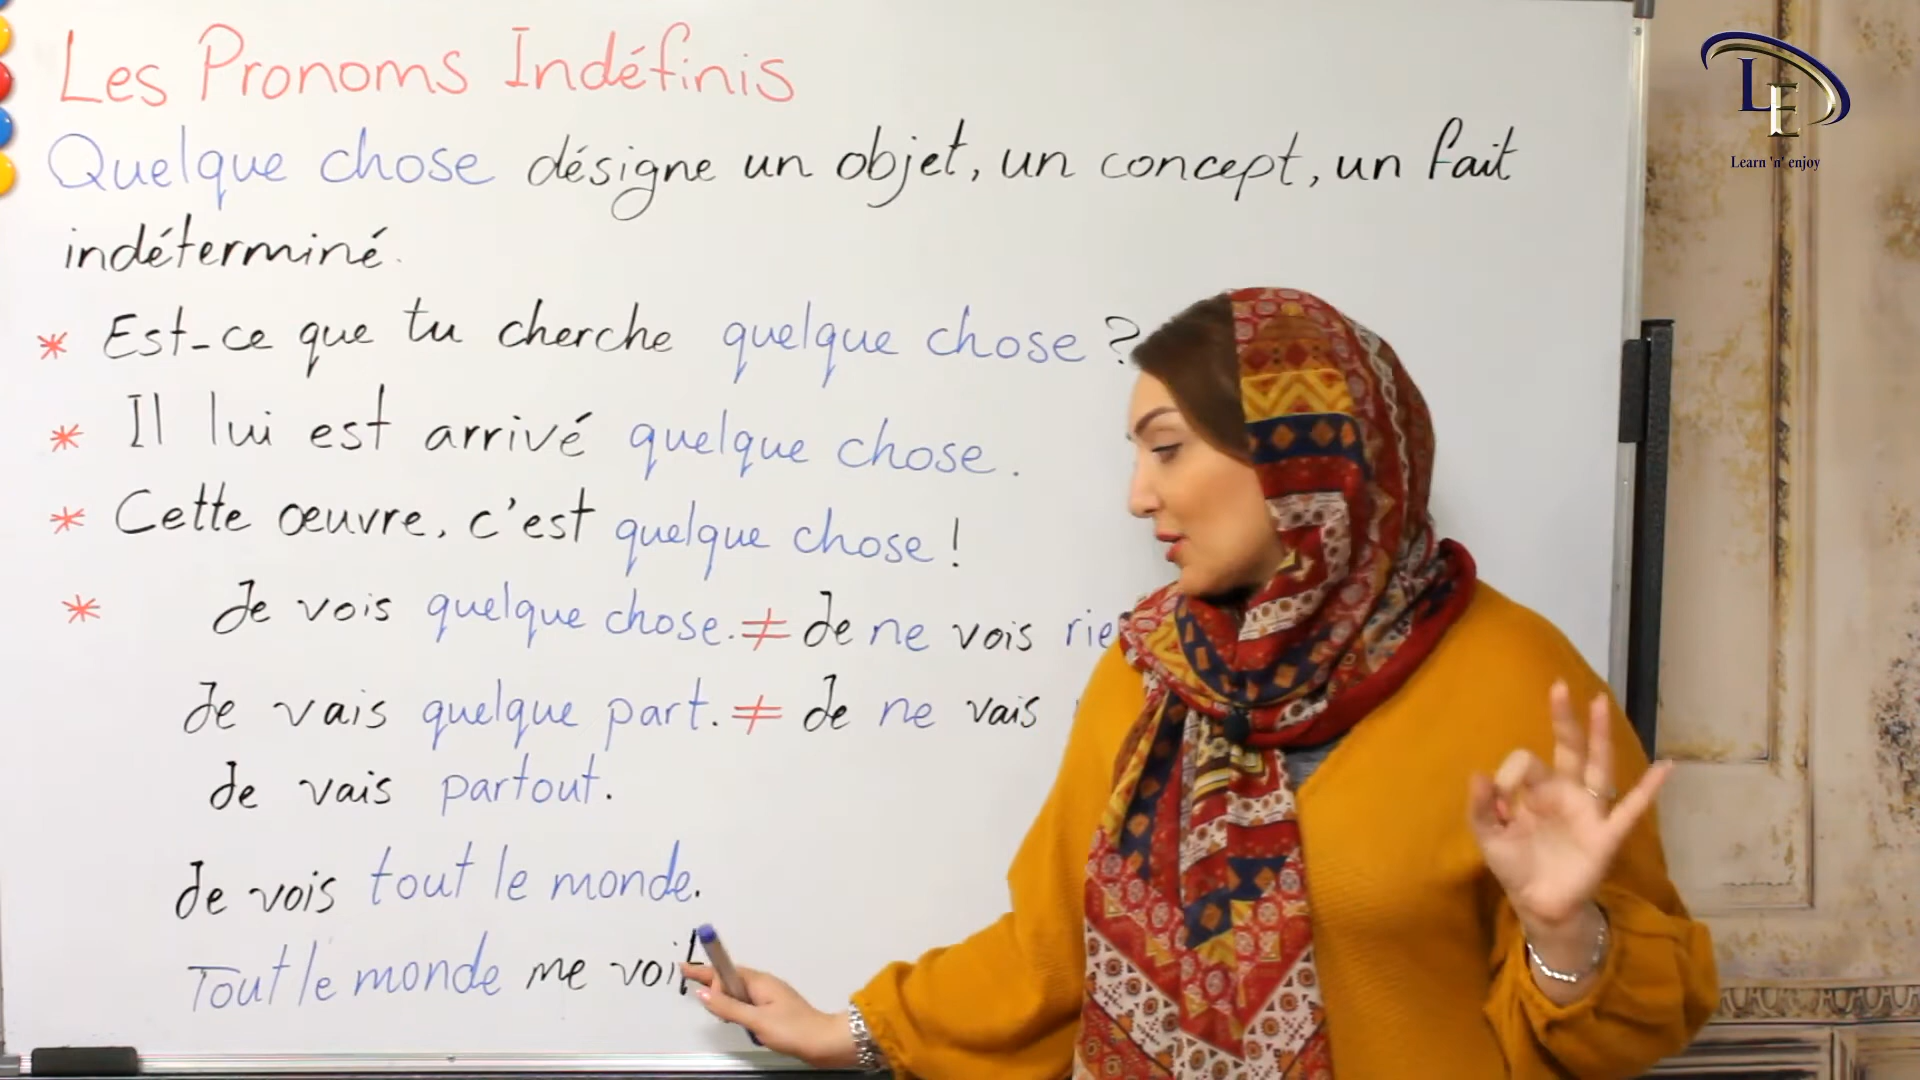 Les Pronoms Indéfinis
Quelque chose désigne un objet, un concept, un fait
indéterminé.
* Est-ce que tu cherche quelque chose ?
* Il lui est arrivé quelque chose.
* Cette œuvre, c'est quelque chose !
* Je vois quelque chose. ≠ Je ne vois
Je vais quelque part. ≠ Je ne vais
Je vais partout.
Je vois tout le monde.
Tout le monde me voit
LE
Learn 'n' enjoy